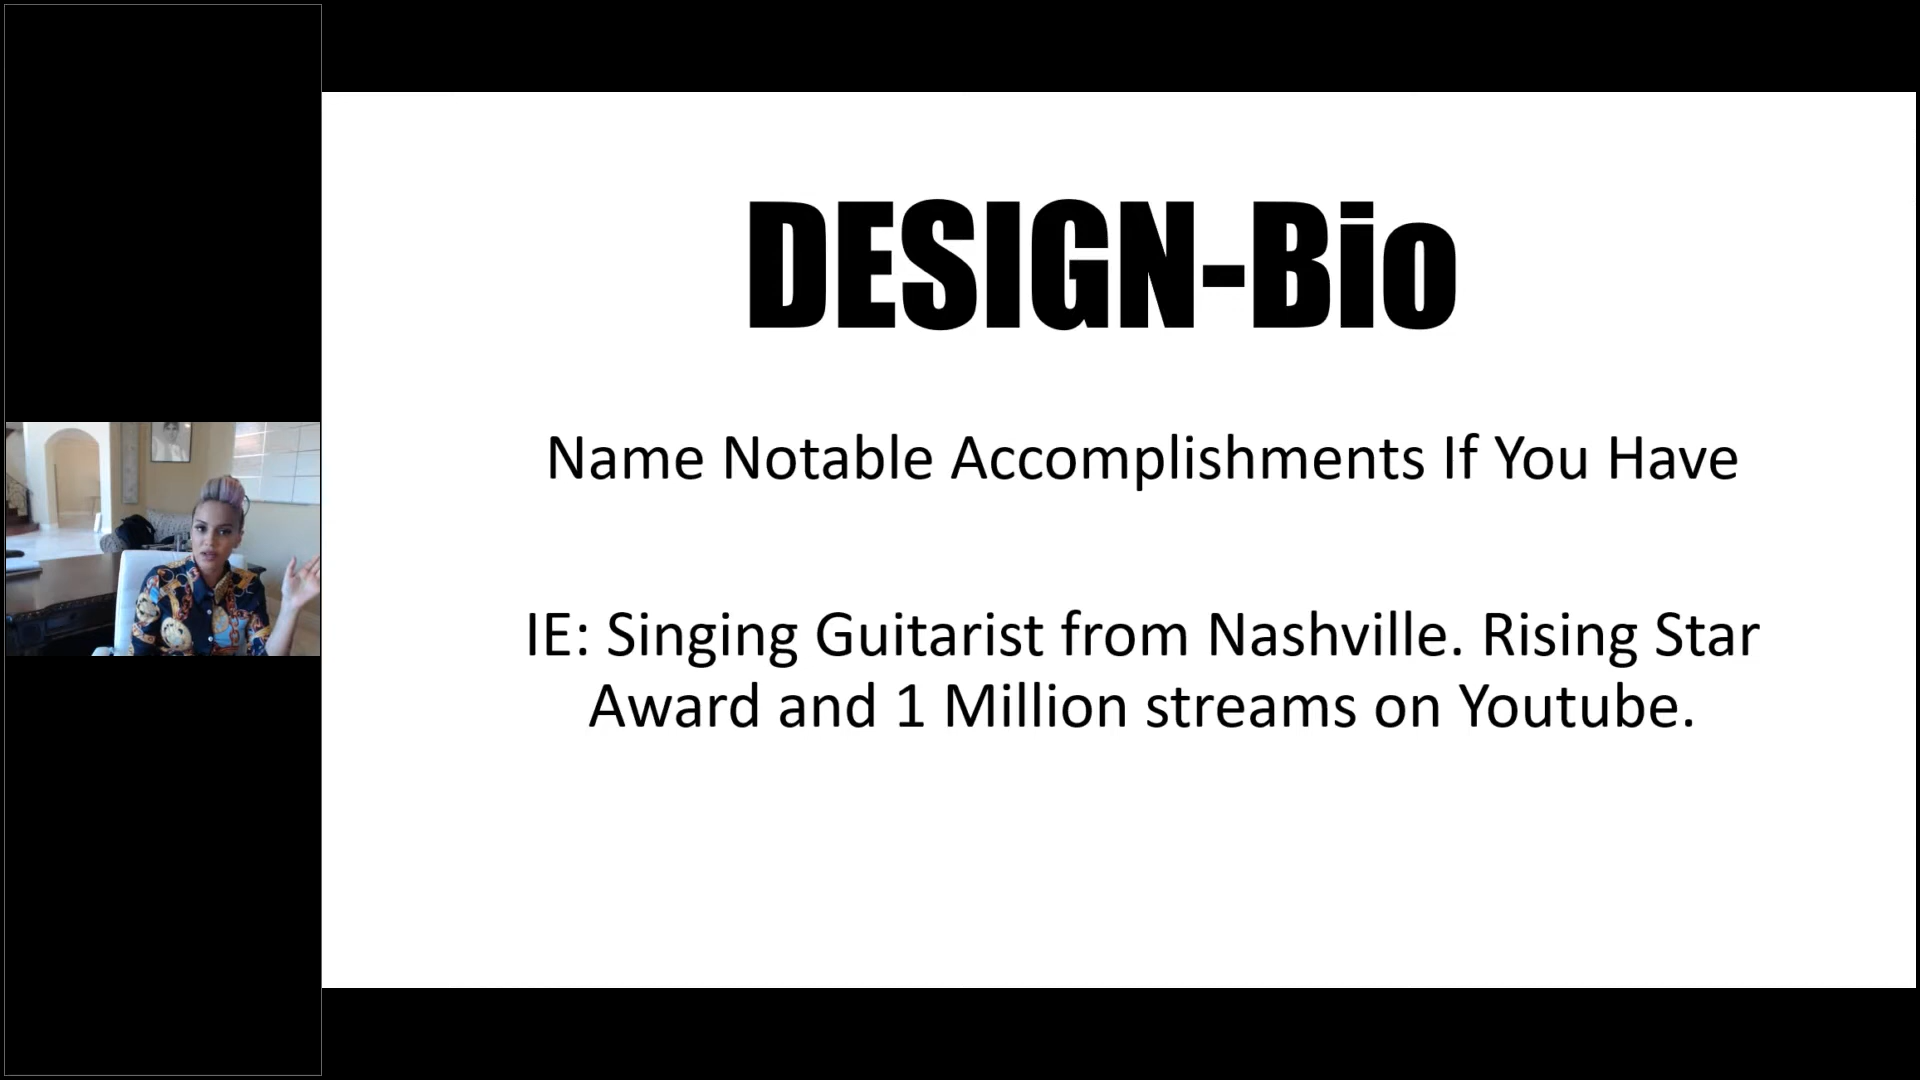 DESIGN-Bio
Name Notable Accomplishments If You Have
IE: Singing Guitarist from Nashville. Rising Star
Award and 1 Million streams on Youtube.